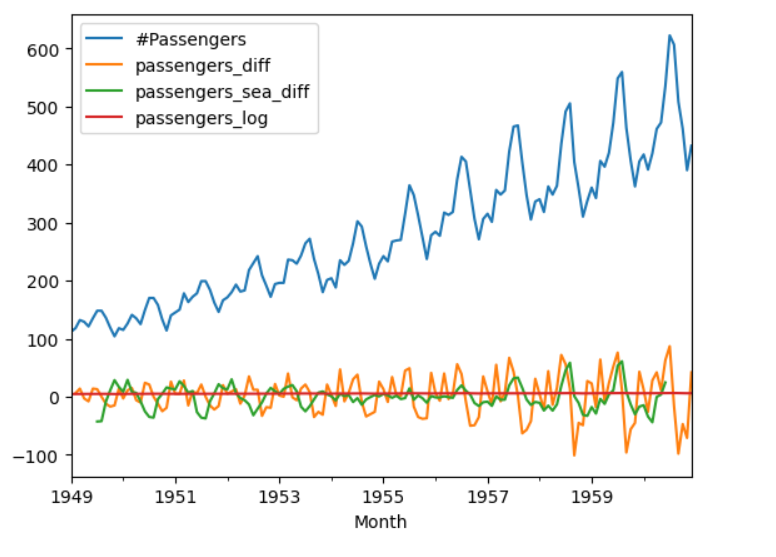 #Passengers
passengers_diff
passengers_sea_diff
passengers_log
600
500
400
300
200
100
0
−100
1949 1951 1953 1955 1957 1959
Month